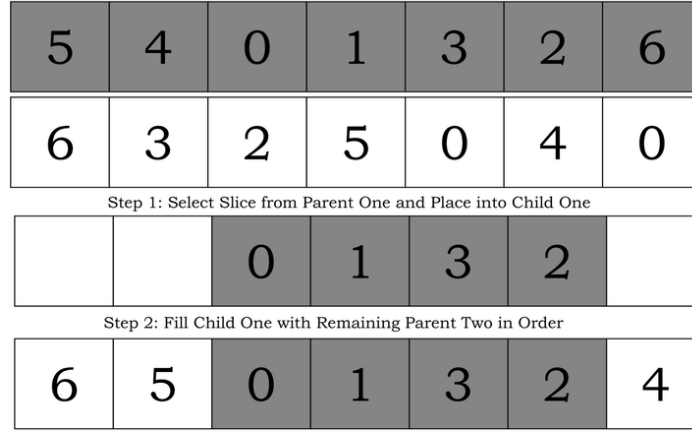 5 4 0 1 3 2 6
6 3 2 5 0 4 0
Step 1: Select Slice from Parent One and Place into Child One
0 1 3 2
Step 2: Fill Child One with Remaining Parent Two in Order
6 5 0 1 3 2 4